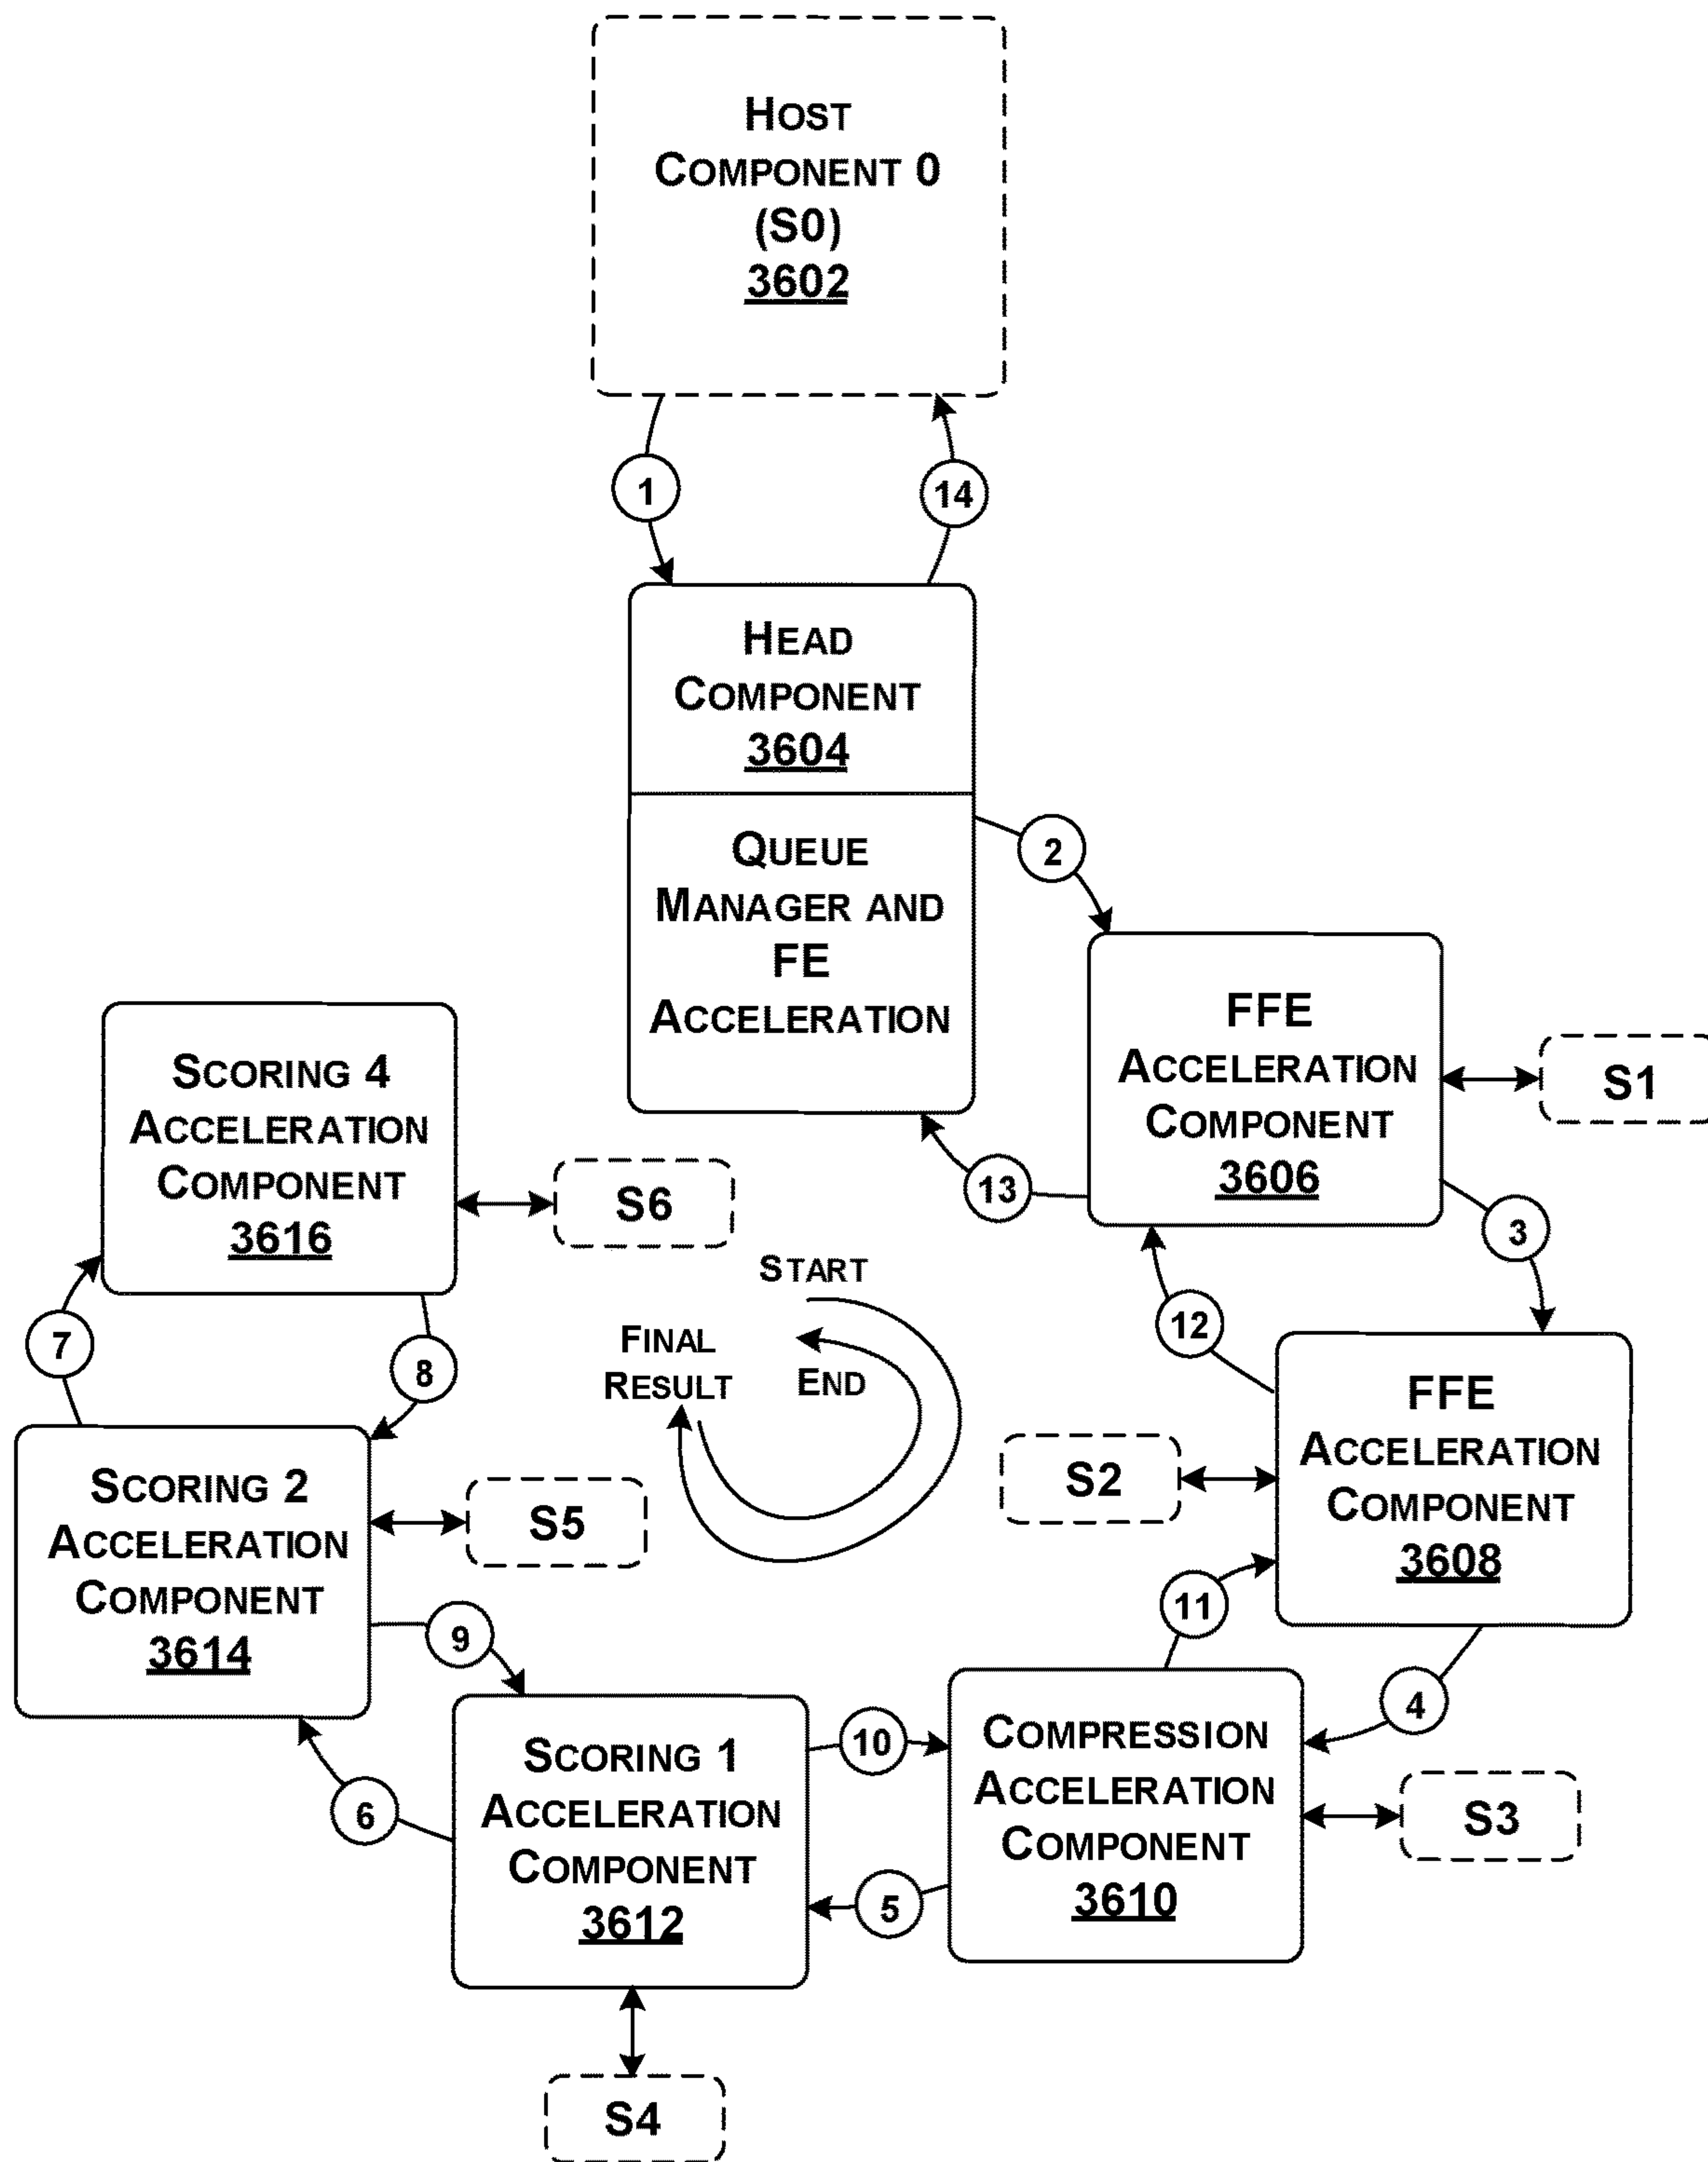 HOST
COMPONENT 0
(S0)
3602
1
14
HEAD
COMPONENT
3604
QUEUE
MANAGER AND
FE
ACCELERATION
2
FFE
ACCELERATION
COMPONENT
3606
S1
13
3
12
SCORING 4
ACCELERATION
COMPONENT
3616
S6
7
8
START
FINAL
RESULT
END
FFE
ACCELERATION
COMPONENT
3608
S2
11
4
SCORING 2
ACCELERATION
COMPONENT
3614
S5
9
6
SCORING 1
ACCELERATION
COMPONENT
3612
10
5
COMPRESSION
ACCELERATION
COMPONENT
3610
S3
S4